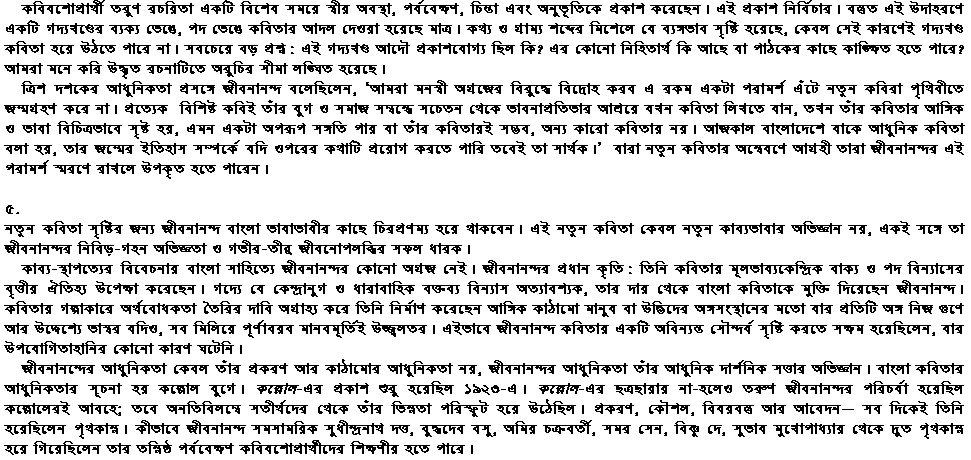 কবিযশোপ্রার্থী তরুণ রচয়িতা একটি বিশেষ সময়ে স্বীয় অবস্থা, পর্যবেক্ষণ, চিন্তা এবং অনুভূতিকে প্রকাশ করেছেন। এই প্রকাশ নির্বিচার। বস্তুত এই উদাহরণে
একটি গদ্যখণ্ডের ব্যক্য ভেঙে, পদ ভেঙে কবিতার আদল দেওয়া হয়েছে মাত্র। কথ্য ও গ্রাম্য শব্দের মিশেলে যে ব্যঙ্গভাব সৃষ্টি হয়েছে, কেবল সেই কারণেই গদ্যখণ্ড
কবিতা হয়ে উঠতে পারে না। সবচেয়ে বড় প্রশ্ন : এই গদ্যখণ্ড আদৌ প্রকাশযোগ্য ছিল কি? এর কোনো নিহিতার্থ কি আছে বা পাঠকের কাছে কাঙ্ক্ষিত হতে পারে?
আমরা মনে করি উদ্ধৃত রচনাটিতে অরুচির সীমা লঙ্ঘিত হয়েছে।
ত্রিশ দশকের আধুনিকতা প্রসঙ্গে জীবনানন্দ বলেছিলেন, ‘আমরা মনস্বী অগ্রজের বিরুদ্ধে বিদ্রোহ করব এ রকম একটা পরামর্শ এঁটে নতুন কবিরা পৃথিবীতে
জন্মগ্রহণ করে না। প্রত্যেক বিশিষ্ট কবিই তাঁর যুগ ও সমাজ সম্বন্ধে সচেতন থেকে ভাবনাপ্রতিভার আশ্রয়ে যখন কবিতা লিখতে যান, তখন তাঁর কবিতার আঙ্গিক
ও ভাষা বিচিত্রভাবে সৃষ্ট হয়, এমন একটা অপরূপ সঙ্গতি পায় যা তাঁর কবিতারই সম্ভব, অন্য কারো কবিতার নয়। আজকাল বাংলাদেশে যাকে আধুনিক কবিতা
বলা হয়, তার জন্মের ইতিহাস সম্পর্কে যদি ওপরের কথাটি প্রয়োগ করতে পারি তবেই তা সার্থক।’ যারা নতুন কবিতার অন্বেষণে আগ্রহী তারা জীবনানন্দর এই
পরামর্শ স্মরণে রাখলে উপকৃত হতে পারেন।
৫.
নতুন কবিতা সৃষ্টির জন্য জীবনানন্দ বাংলা ভাষাভাষীর কাছে চিরপ্রণম্য হয়ে থাকবেন। এই নতুন কবিতা কেবল নতুন কাব্যভাষার অভিজ্ঞান নয়, একই সঙ্গে তা
জীবনানন্দর নিবিড়-গহন অভিজ্ঞতা ও গভীর-তীব্র জীবনোপলব্ধির সফল ধারক।
কাব্য-স্থাপত্যের বিবেচনায় বাংলা সাহিত্যে জীবনানন্দর কোনো অগ্রজ নেই। জীবনানন্দর প্রধান কৃতি : তিনি কবিতার মূলভাব্যকেন্দ্রিক বাক্য ও পদ বিন্যাসের
বৃত্তীয় ঐতিহ্য উপেক্ষা করেছেন। গদ্যে যে কেন্দ্রানুগ ও ধারাবাহিক বক্তব্য বিন্যাস অত্যাবশ্যক, তার দায় থেকে বাংলা কবিতাকে মুক্তি দিয়েছেন জীবনানন্দ।
কবিতার গল্পাকারে অর্থবোধকতা তৈরির দাবি অগ্রাহ্য করে তিনি নির্মাণ করেছেন আঙ্গিক কাঠামো মানুষ বা উদ্ভিদের অঙ্গসংস্থানের মতো যার প্রতিটি অঙ্গ নিজ গুণে
আর উদ্দেশ্যে ভাস্বর যদিও, সব মিলিয়ে পূর্ণাবয়ব মানবমূর্তিই উজ্জ্বলতর। এইভাবে জীবনানন্দ কবিতার একটি অবিন্যস্ত সৌন্দর্য সৃষ্টি করতে সক্ষম হয়েছিলেন, যার
উপযোগিতাহানির কোনো কারণ ঘটেনি।
জীবনানন্দের আধুনিকতা কেবল তাঁর প্রকরণ আর কাঠামোর আধুনিকতা নয়, জীবনানন্দর আধুনিকতা তাঁর আধুনিক দার্শনিক সত্তার অভিজ্ঞান। বাংলা কবিতার
আধুনিকতার সূচনা হয় কল্লোল যুগে। কল্লোল-এর প্রকাশ শুরু হয়েছিল ১৯২৩-এ। কল্লোল-এর ছত্রছায়ায় না-হলেও তরুণ জীবনানন্দর পরিচর্যা হয়েছিল
কল্লোলেরই আবহে; তবে অনতিবিলম্বে সতীর্থদের থেকে তাঁর ভিন্নতা পরিস্ফুট হয়ে উঠেছিল। প্রকরণ, কৌশল, বিষয়বস্তু আর আবেদন— সব দিকেই তিনি
হয়েছিলেন পৃথকান্ন। কীভাবে জীবনানন্দ সমসাময়িক সুধীন্দ্রনাথ দত্ত, বুদ্ধদেব বসু, অমিয় চক্রবর্তী, সমর সেন, বিষ্ণু দে, সুভাষ মুখোপাধ্যায় থেকে দ্রুত পৃথকান্ন
হয়ে গিয়েছিলেন তার তন্নিষ্ঠ পর্যবেক্ষণ কবিযশোপ্রার্থীদের শিক্ষণীয় হতে পারে।